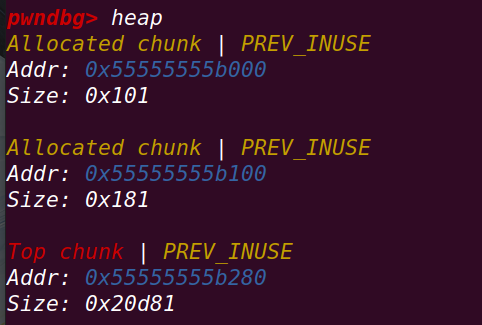 pwndbg> heap
Allocated chunk | PREV_INUSE
Addr: 0x55555555b000
Size: 0x101
Allocated chunk | PREV_INUSE
Addr: 0x55555555b100
Size: 0x181
Top chunk | PREV_INUSE
Addr: 0x55555555b280
Size: 0x20d81